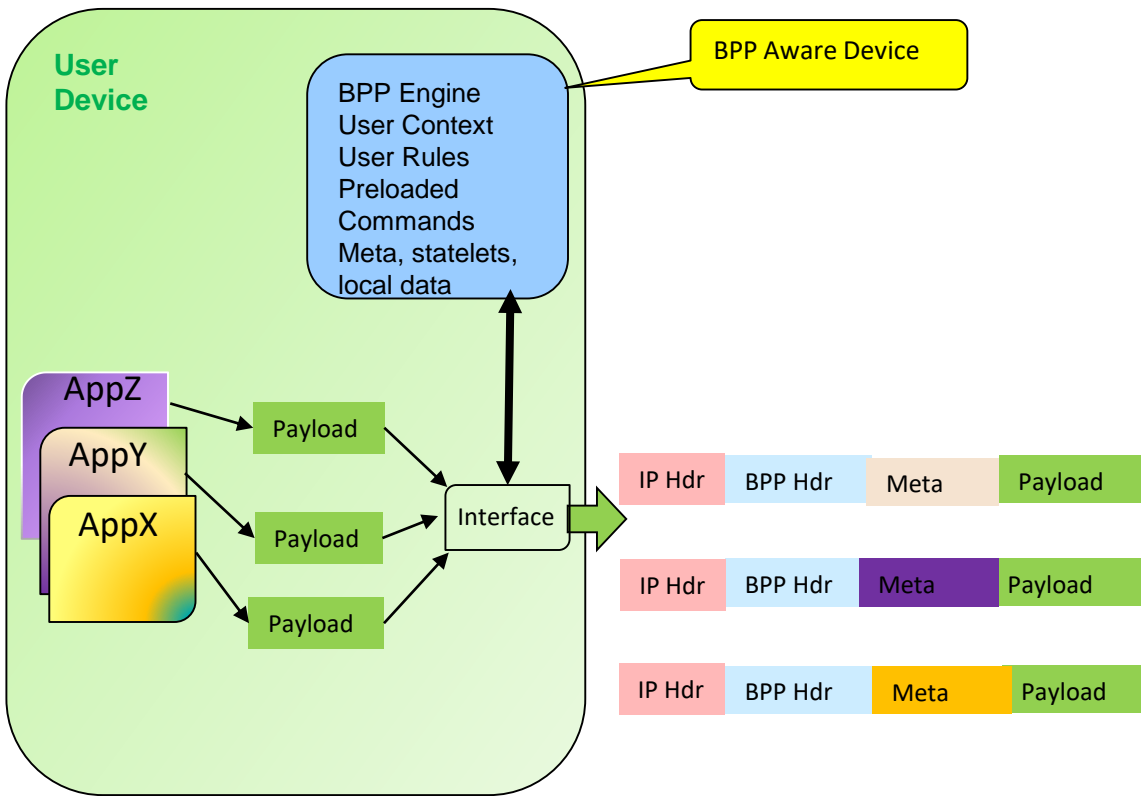 User
Device
BPP Aware Device
BPP Engine
User Context
User Rules
Preloaded
Commands
Meta, statelets,
local data
AppZ
AppY
AppX
Payload
Payload
Payload
Interface
IP Hdr BPP Hdr Meta Payload
IP Hdr BPP Hdr Meta Payload
IP Hdr BPP Hdr Meta Payload